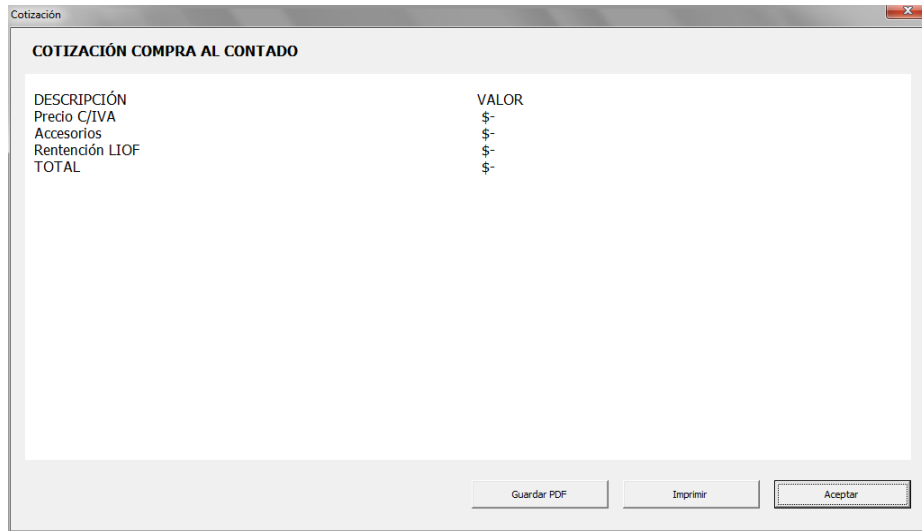 Cotización
COTIZACIÓN COMPRA AL CONTADO
DESCRIPCIÓN VALOR
Precio C/IVA $-
Accesorios $-
Rentención LIOF $-
TOTAL $-
Guardar PDF Imprimir Aceptar